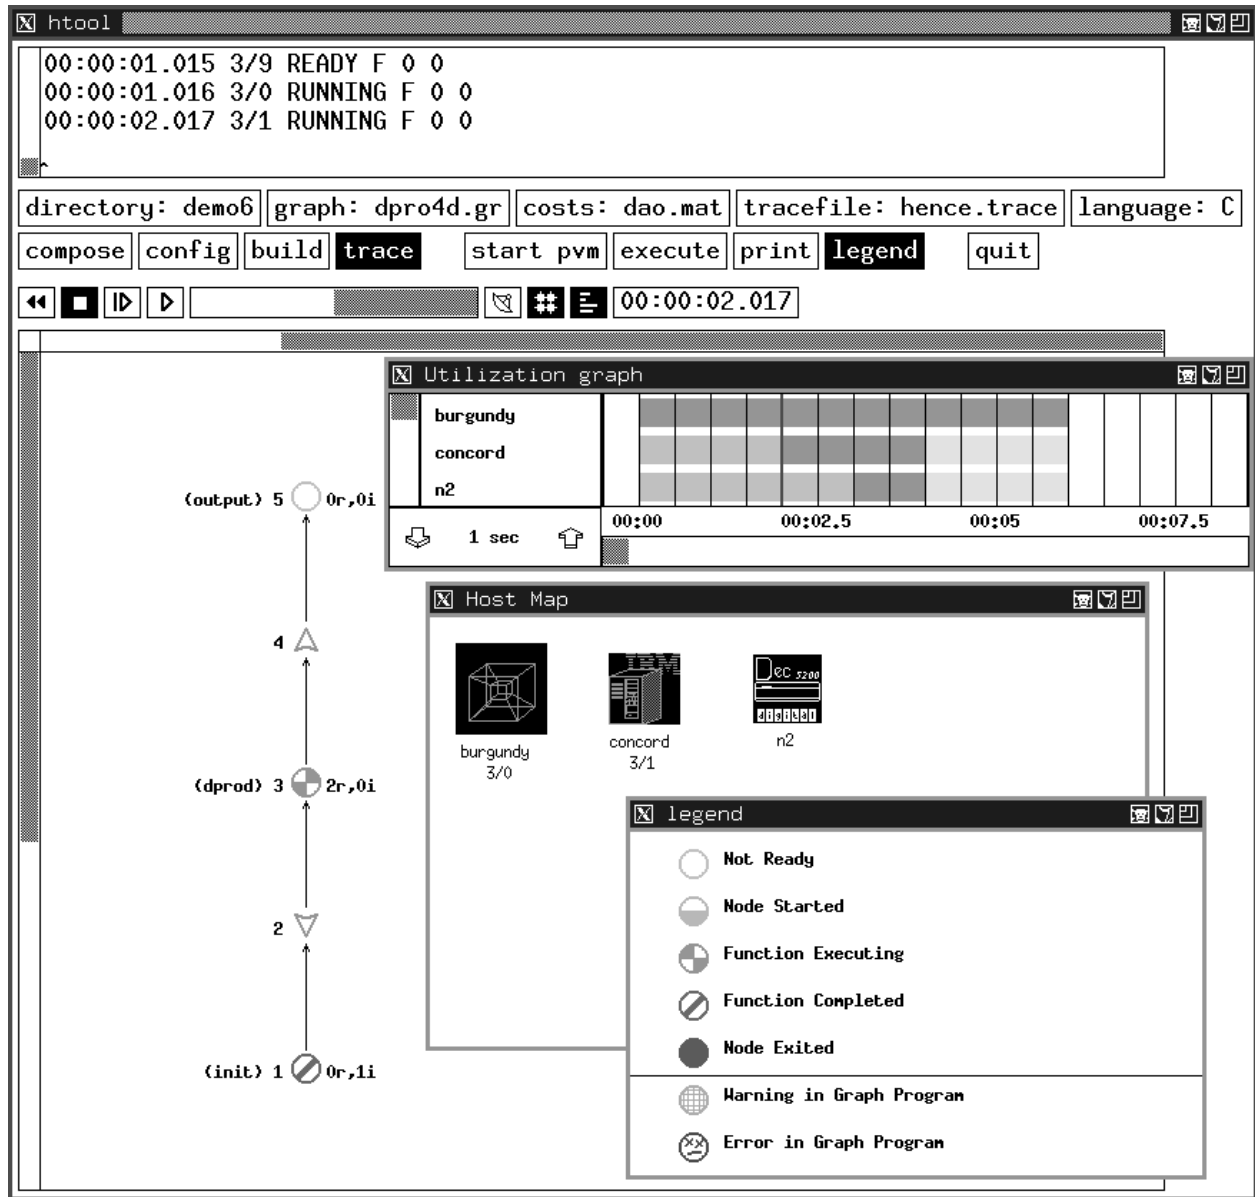 htool
00:00:01.015 3/9 READY F 0 0
00:00:01.016 3/0 RUNNING F 0 0
00:00:02.017 3/1 RUNNING F 0 0
^
directory: demo6 graph: dpro4d.gr costs: dao.mat tracefile: hence.trace language: C
compose config build trace start pvm execute print legend quit
00:00:02.017
Utilization graph
burgundy
concord
n2
00:00 00:02.5 00:05 00:07.5
1 sec
(output) 5 0r,0i
4
(dprod) 3 2r,0i
2
(init) 1 0r,1i
Host Map
IBM
Dec 5200
digital
burgundy
3/0
concord
3/1
n2
legend
Not Ready
Node Started
Function Executing
Function Completed
Node Exited
Warning in Graph Program
Error in Graph Program